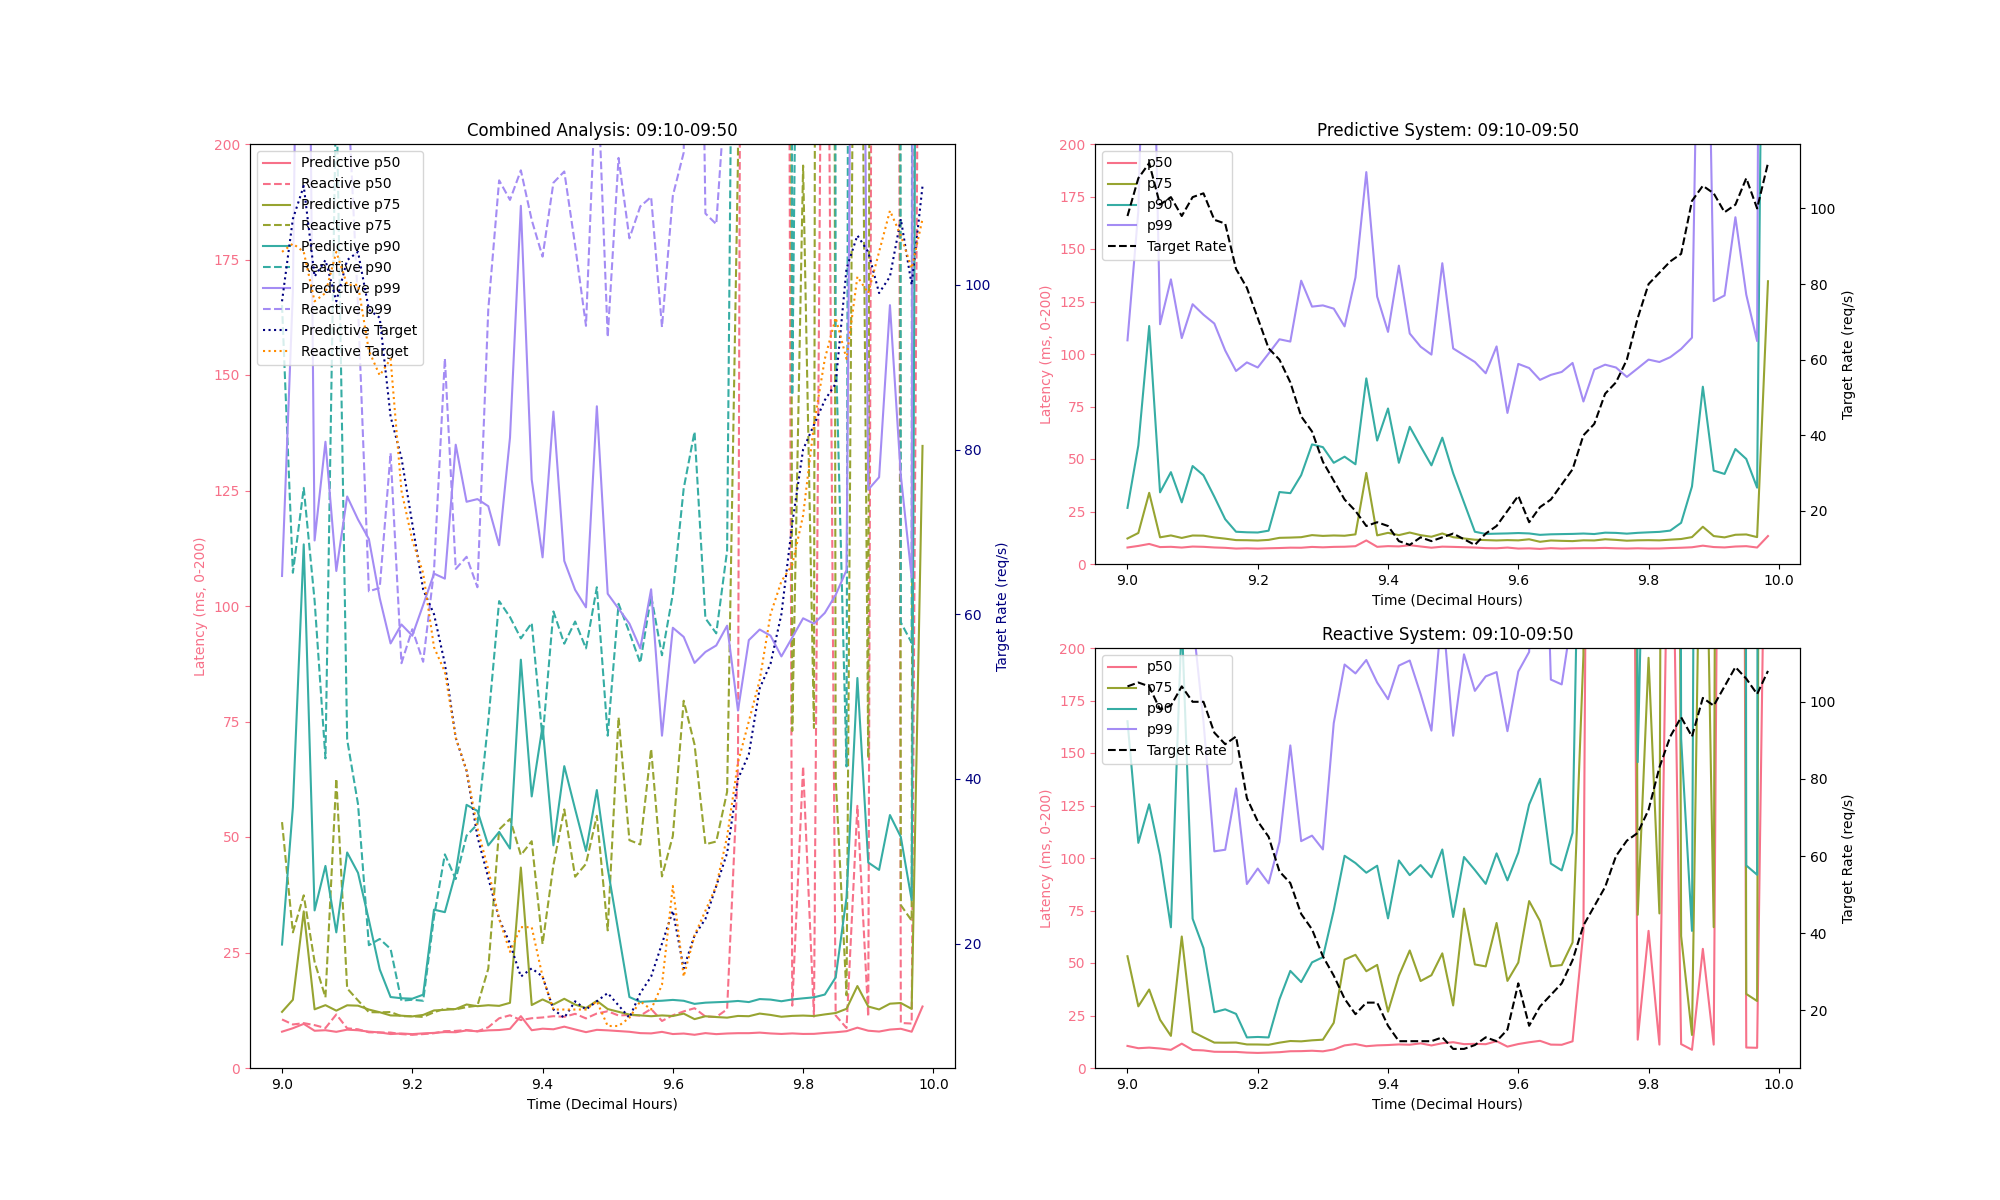 Combined Analysis: 09:10-09:50
200
175
150
125
100
75
50
25
0
Latency (ms, 0-200)
Predictive p50
Reactive p50
Predictive p75
Reactive p75
Predictive p90
Reactive p90
Predictive p99
Reactive p99
Predictive Target
Reactive Target
100
80
60
40
20
Target Rate (req/s)
9.0 9.2 9.4 9.6 9.8 10.0
Time (Decimal Hours)
Predictive System: 09:10-09:50
200
175
150
125
100
75
50
25
0
Latency (ms, 0-200)
p50
p75
p90
p99
Target Rate
100
80
60
40
20
Target Rate (req/s)
9.0 9.2 9.4 9.6 9.8 10.0
Time (Decimal Hours)
Reactive System: 09:10-09:50
200
175
150
125
100
75
50
25
0
Latency (ms, 0-200)
p50
p75
p90
p99
Target Rate
100
80
60
40
20
Target Rate (req/s)
9.0 9.2 9.4 9.6 9.8 10.0
Time (Decimal Hours)